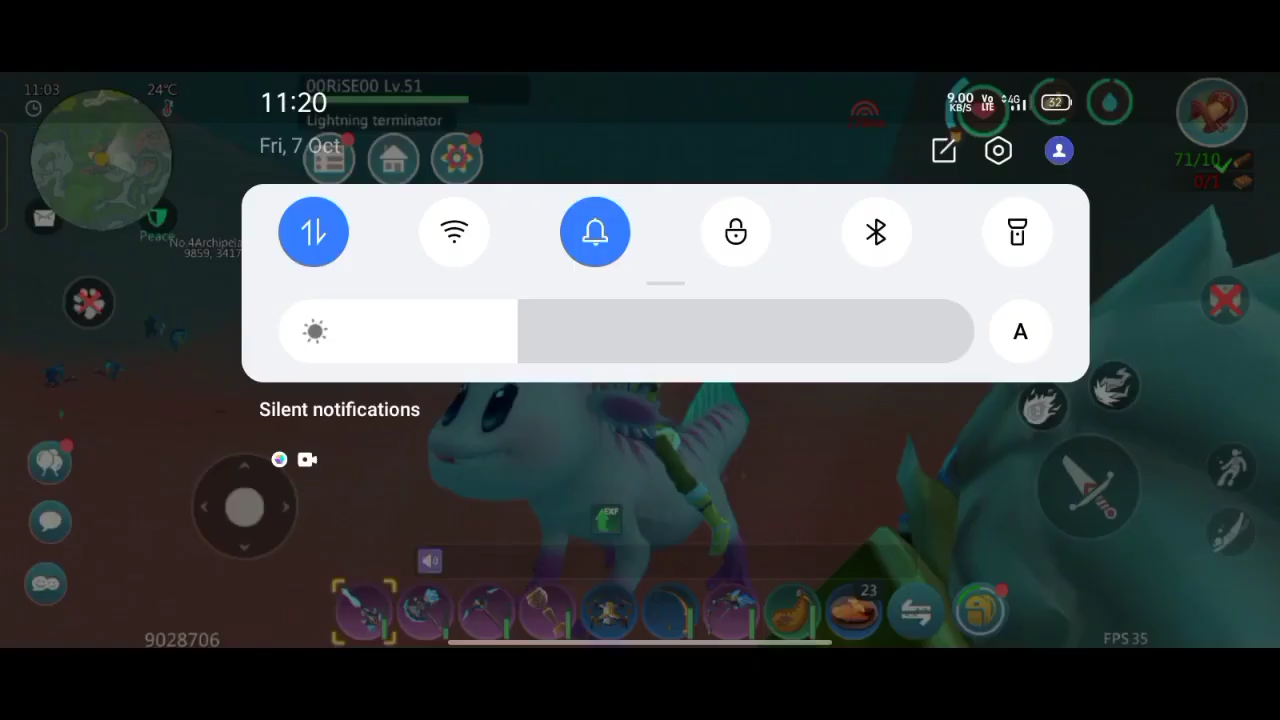 11:03
24℃
00RiSE00 Lv.51
11:20
Lightning terminator
9.00
KB/S
Vo
LTE
4G
32
Fri, 7 Oct
71/10
0/1
Peace
No.4Archipela
9859, 3417
A
Silent notifications
EXP
23
9028706
FPS 35